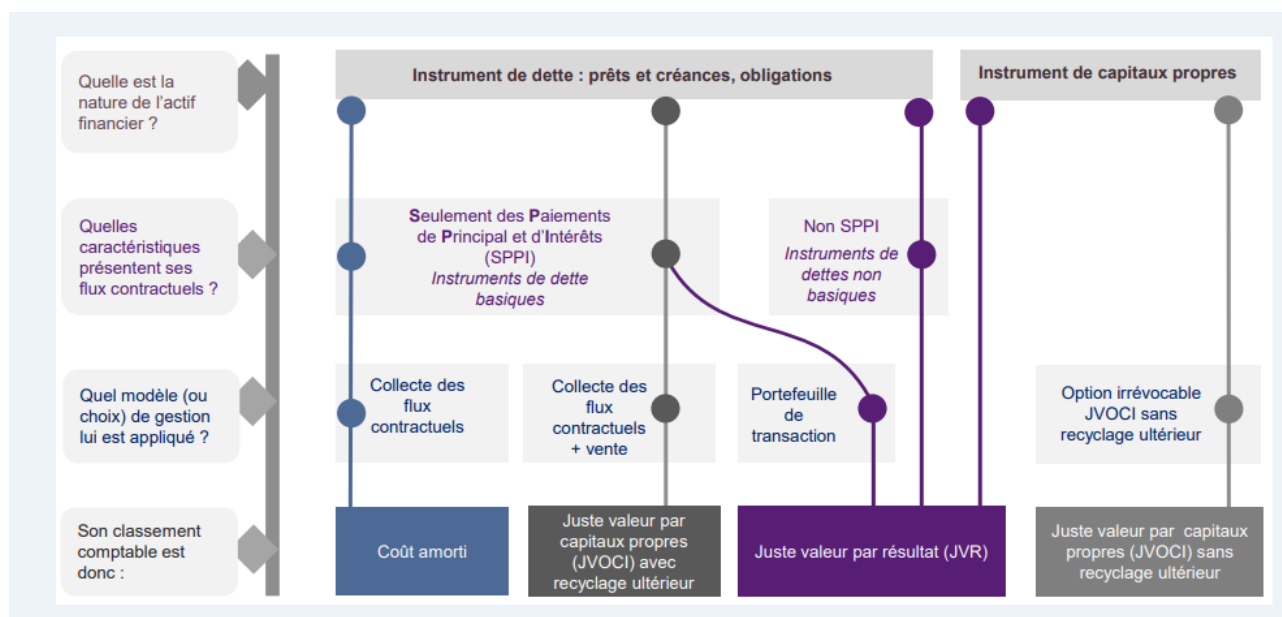 Quelle est la
nature de l'actif
financier ?
Instrument de dette : prêts et créances, obligations
Instrument de capitaux propres
Quelles
caractéristiques
présentent ses
flux contractuels ?
Seulement des Paiements
de Principal et d'Intérêts
(SPPI)
Instruments de dette
basiques
Non SPPI
Instruments de
dettes non
basiques
Quel modèle (ou
choix) de gestion
lui est appliqué ?
Collecte des
flux
contractuels
Collecte des
flux
contractuels
+ vente
Portefeuille
de
transaction
Option irrévocable
JVOCI sans
recyclage ultérieur
Son classement
comptable est
donc :
Coût amorti
Juste valeur par
capitaux propres
(JVOCI) avec
recyclage ultérieur
Juste valeur par résultat (JVR)
Juste valeur par capitaux
propres (JVOCI) sans
recyclage ultérieur